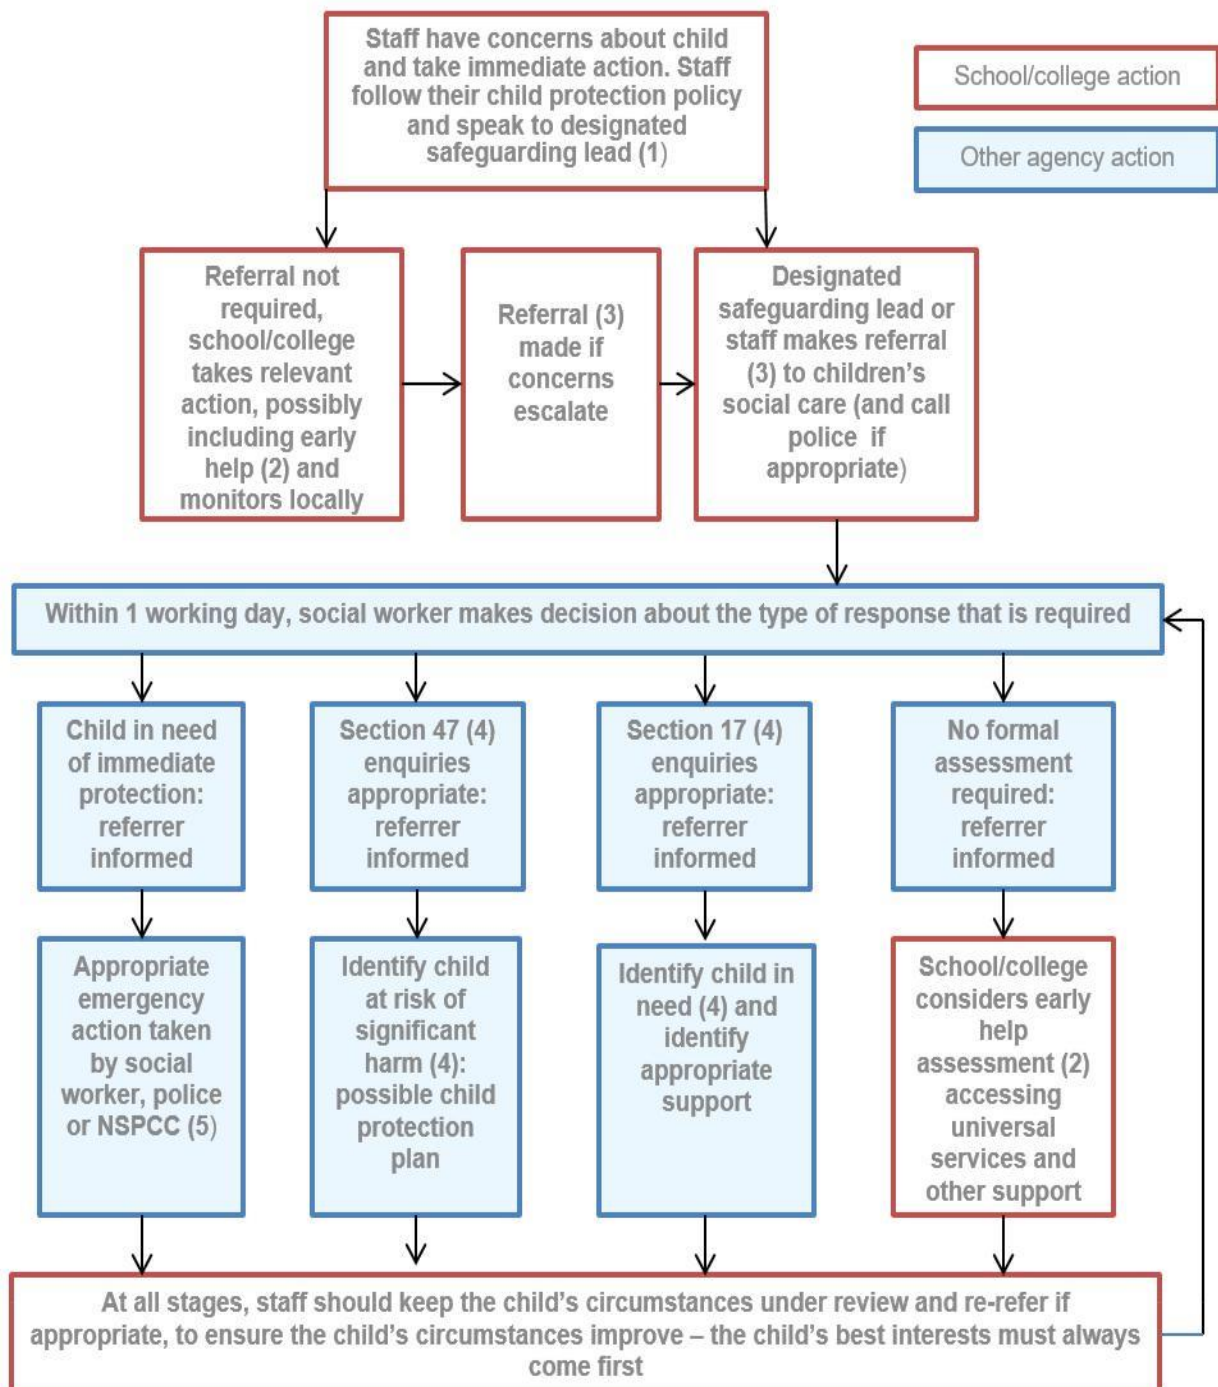 Staff have concerns about child
and take immediate action. Staff
follow their child protection policy
and speak to designated
safeguarding lead (1)
School/college action
Other agency action
Referral not
required,
school/college
takes relevant
action, possibly
including early
help (2) and
monitors locally
Referral (3)
made if
concerns
escalate
Designated
safeguarding lead or
staff makes referral
(3) to children’s
social care (and call
police if
appropriate)
Within 1 working day, social worker makes decision about the type of response that is required
Child in need
of immediate
protection:
referrer
informed
Section 47 (4)
enquiries
appropriate:
referrer
informed
Section 17 (4)
enquiries
appropriate:
referrer
informed
No formal
assessment
required:
referrer
informed
Appropriate
emergency
action taken
by social
worker, police
or NSPCC (5)
Identify child
at risk of
significant
harm (4):
possible child
protection
plan
Identify child in
need (4) and
identify
appropriate
support
School/college
considers early
help
assessment (2)
accessing
universal
services and
other support
At all stages, staff should keep the child’s circumstances under review and re-refer if
appropriate, to ensure the child’s circumstances improve – the child’s best interests must always
come first